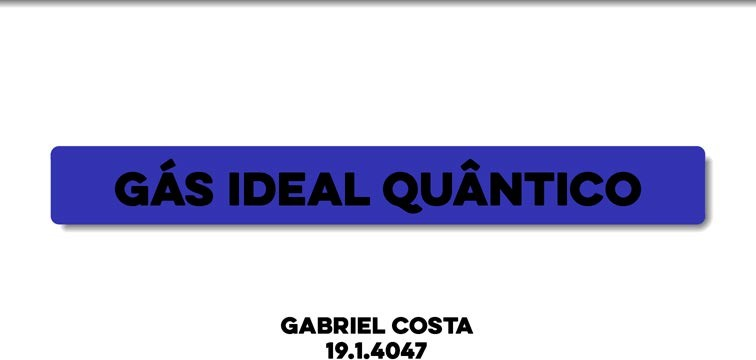 GÁS IDEAL QUÂNTICO
GABRIEL COSTA
19.1.4047